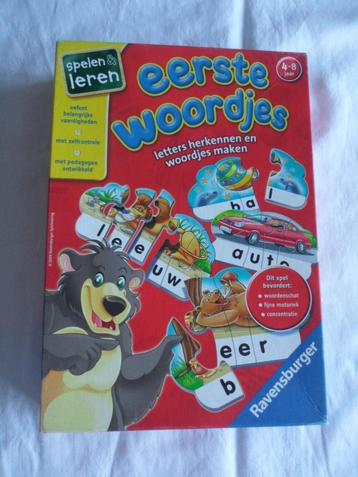 spelen &
leren
oefent
belangrijke
vaardigheden
met zelfcontrole
met pedagogen
ontwikkeld
4-8
jaar
eerste
woordjes
letters herkennen en
woordjes maken
ba l
leeuw
auto
beer
Dit spel
bevordert:
• woordenschat
• fijne motoriek
• concentratie
Ravensburger